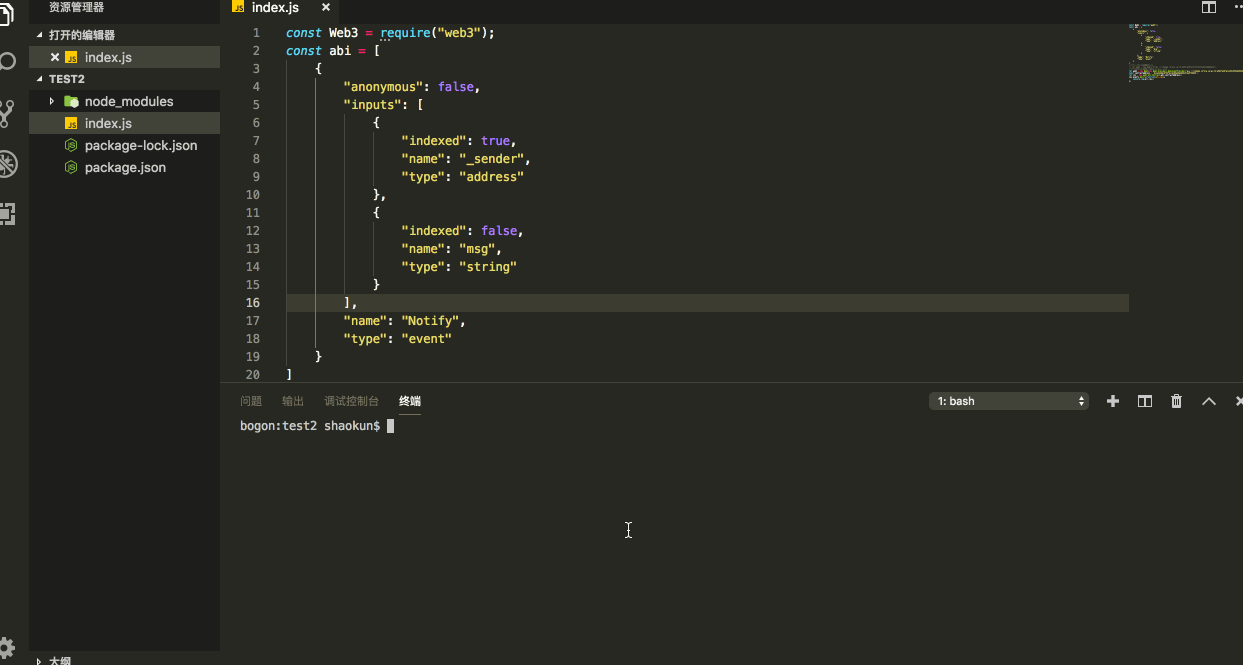 资源管理器
打开的编辑器
index.js
TEST2
node_modules
index.js
package-lock.json
package.json
大纲
index.js
1 const Web3 = require("web3");
2 const abi = [
3 {
4 "anonymous": false,
5 "inputs": [
6 {
7 "indexed": true,
8 "name": "_sender",
9 "type": "address"
10 },
11 {
12 "indexed": false,
13 "name": "msg",
14 "type": "string"
15 }
16 ],
17 "name": "Notify",
18 "type": "event"
19 }
20 ]
问题 输出 调试控制台 终端 1: bash
bogon:test2 shaokun$